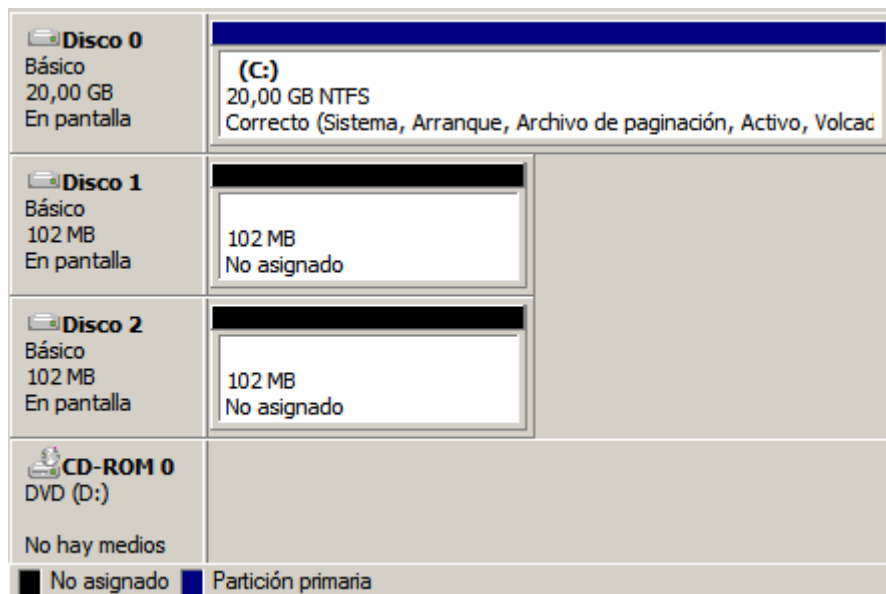 Disco 0
Básico
20,00 GB
En pantalla
(C:)
20,00 GB NTFS
Correcto (Sistema, Arranque, Archivo de paginación, Activo, Volcad
Disco 1
Básico
102 MB
En pantalla
102 MB
No asignado
Disco 2
Básico
102 MB
En pantalla
102 MB
No asignado
CD-ROM 0
DVD (D:)
No hay medios
No asignado Partición primaria